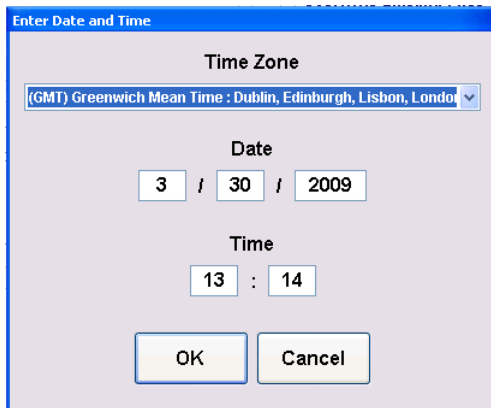 Enter Date and Time
Time Zone
(GMT) Greenwich Mean Time : Dublin, Edinburgh, Lisbon, Londo
Date
3 / 30 / 2009
Time
13 : 14
OK Cancel